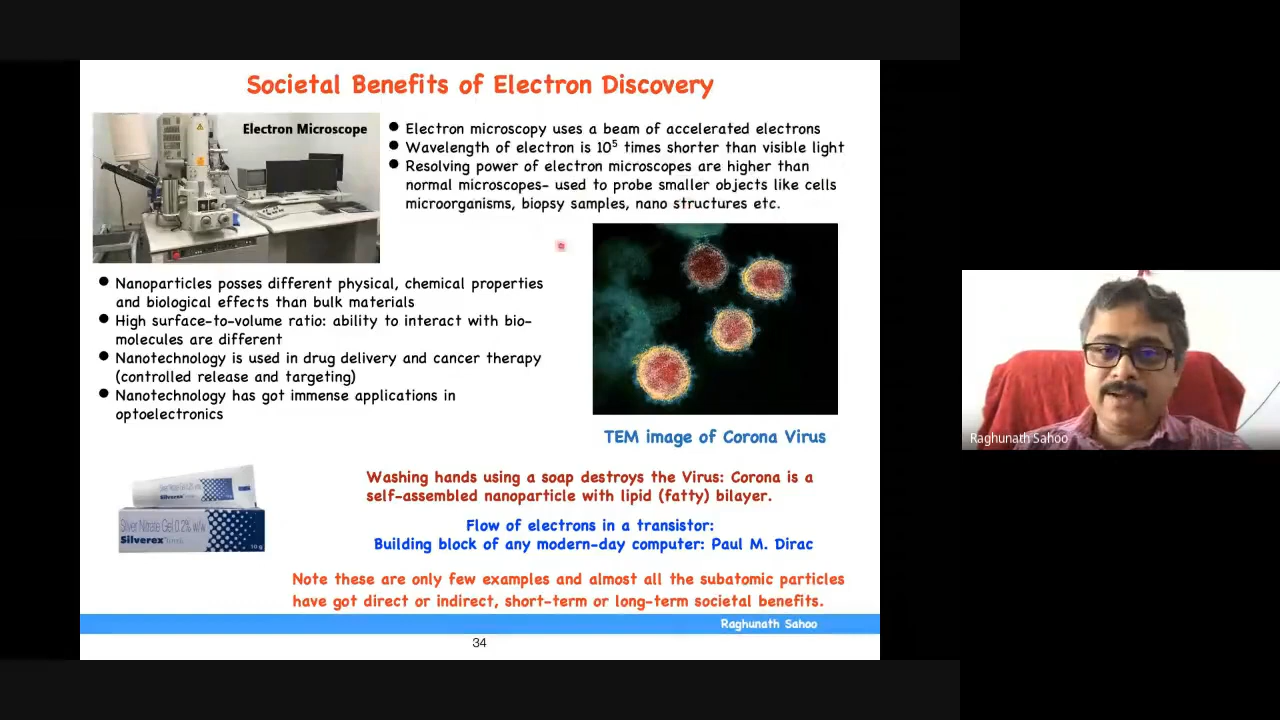 Societal Benefits of Electron Discovery
Electron Microscope
● Electron microscopy uses a beam of accelerated electrons
● Wavelength of electron is 10⁵ times shorter than visible light
● Resolving power of electron microscopes are higher than
normal microscopes- used to probe smaller objects like cells
microorganisms, biopsy samples, nano structures etc.
● Nanoparticles posses different physical, chemical properties
and biological effects than bulk materials
● High surface-to-volume ratio: ability to interact with bio-
molecules are different
● Nanotechnology is used in drug delivery and cancer therapy
(controlled release and targeting)
● Nanotechnology has got immense applications in
optoelectronics
TEM image of Corona Virus
Silverex
Silver Nitrate Gel 0.2% w/w
Silverex
10 g
Washing hands using a soap destroys the Virus: Corona is a
self-assembled nanoparticle with lipid (fatty) bilayer.
Flow of electrons in a transistor:
Building block of any modern-day computer: Paul M. Dirac
Note these are only few examples and almost all the subatomic particles
have got direct or indirect, short-term or long-term societal benefits.
Raghunath Sahoo
34
Raghunath Sahoo